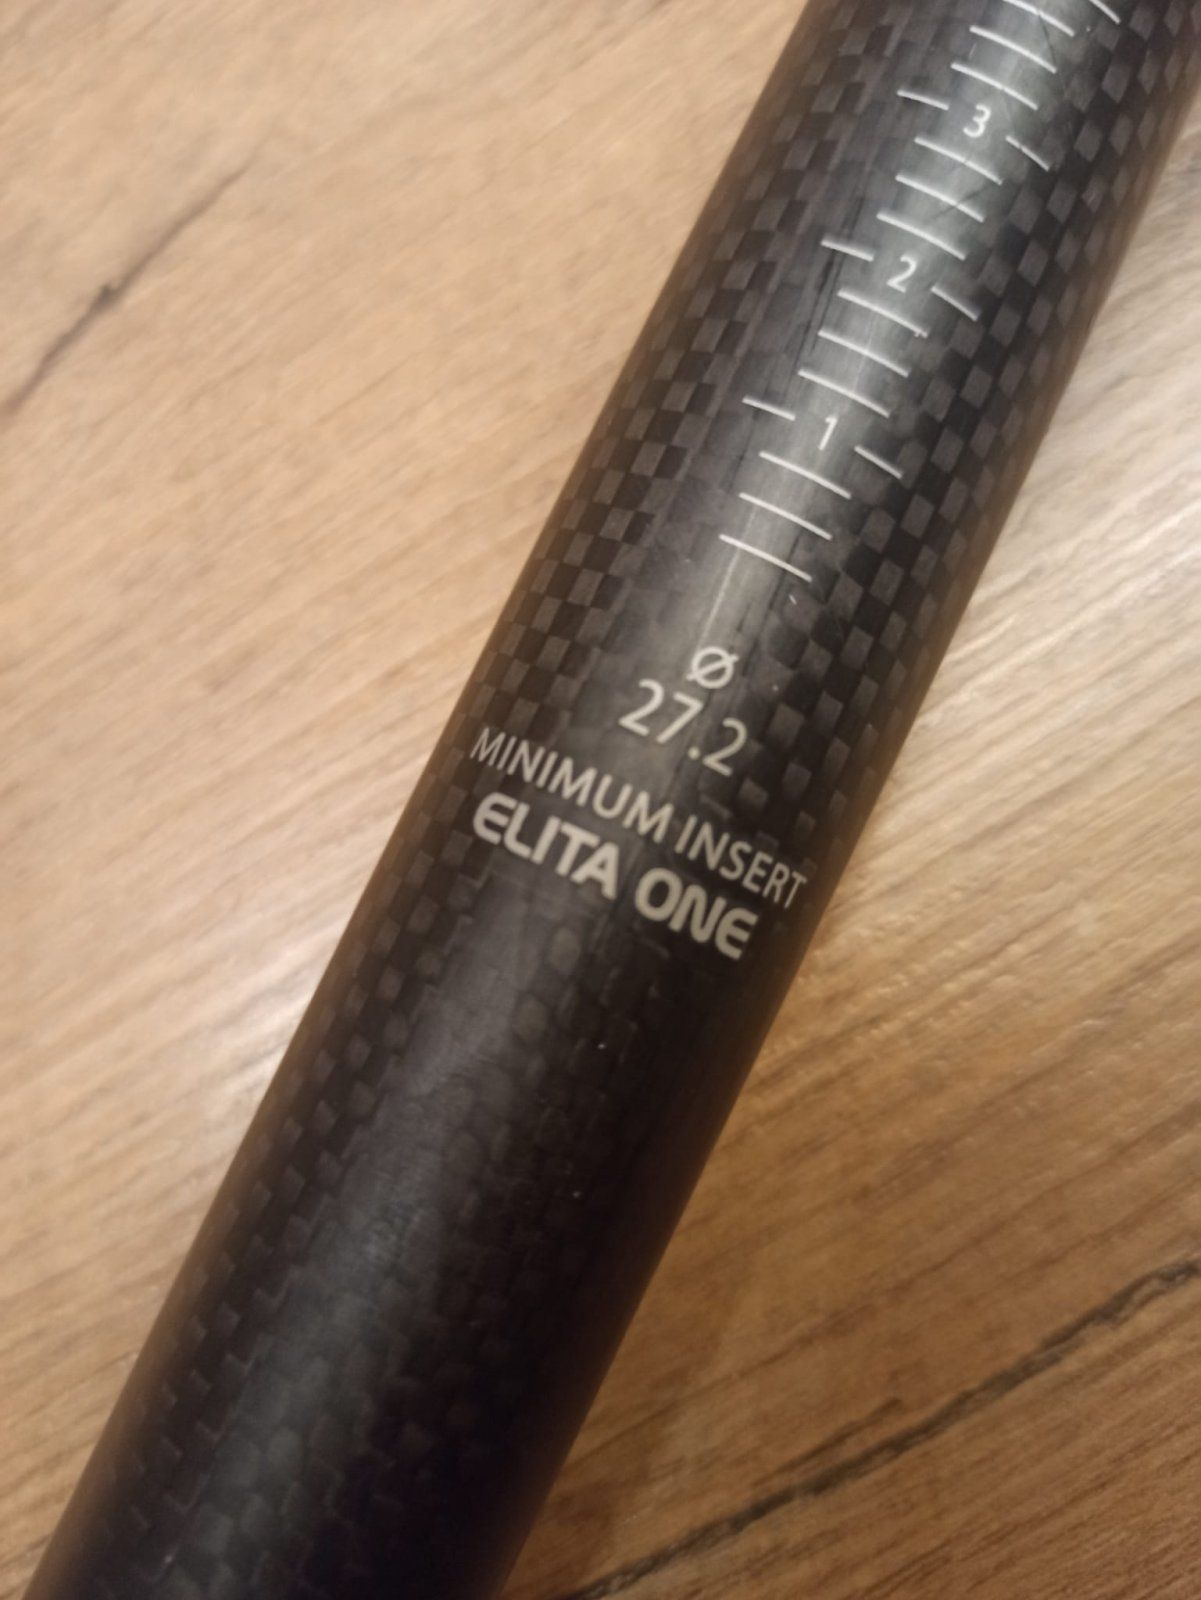 3
2
1
Ø
27.2
MINIMUM INSERT
ELITA ONE